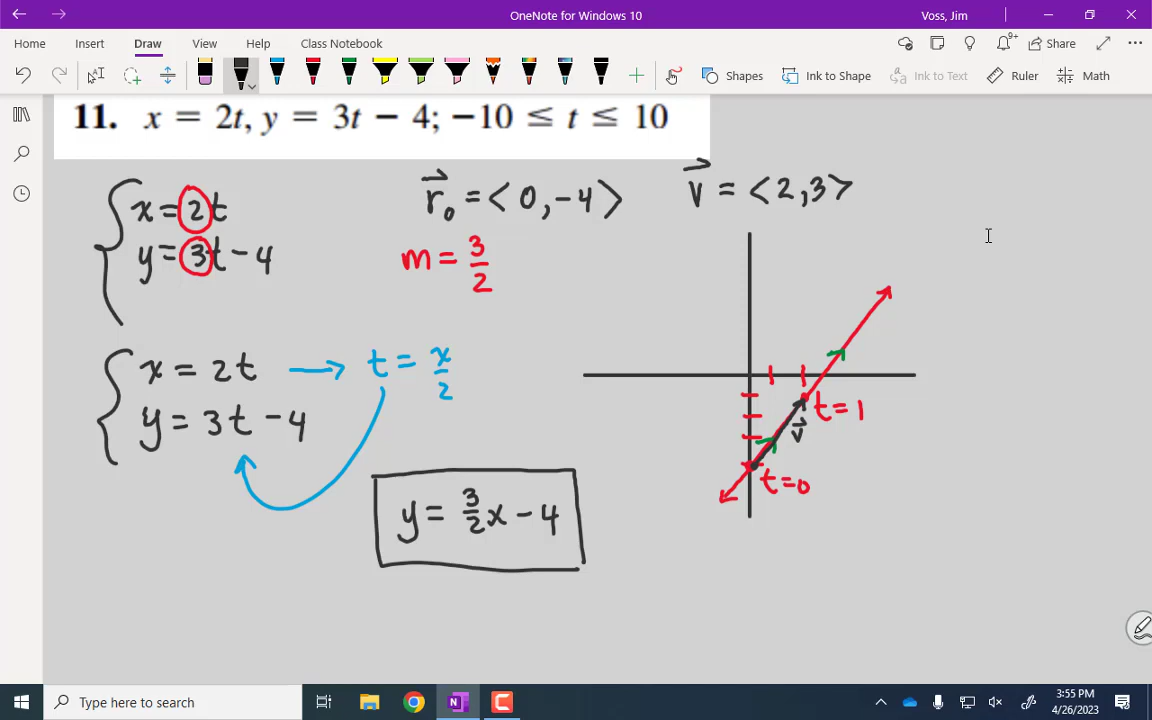 OneNote for Windows 10
Voss, Jim
Home Insert Draw View Help Class Notebook
9+
Share
Shapes Ink to Shape Ink to Text Ruler Math
11. x = 2t, y = 3t − 4; −10 ≤ t ≤ 10
x = 2t
y = 3t − 4
r⃗₀ = <0, −4>
v⃗ = <2, 3>
m = 3/2
x = 2t → t = x/2
y = 3t − 4
y = 3/2 x − 4
t = 1
v⃗
t = 0
Type here to search
3:55 PM
4/26/2023